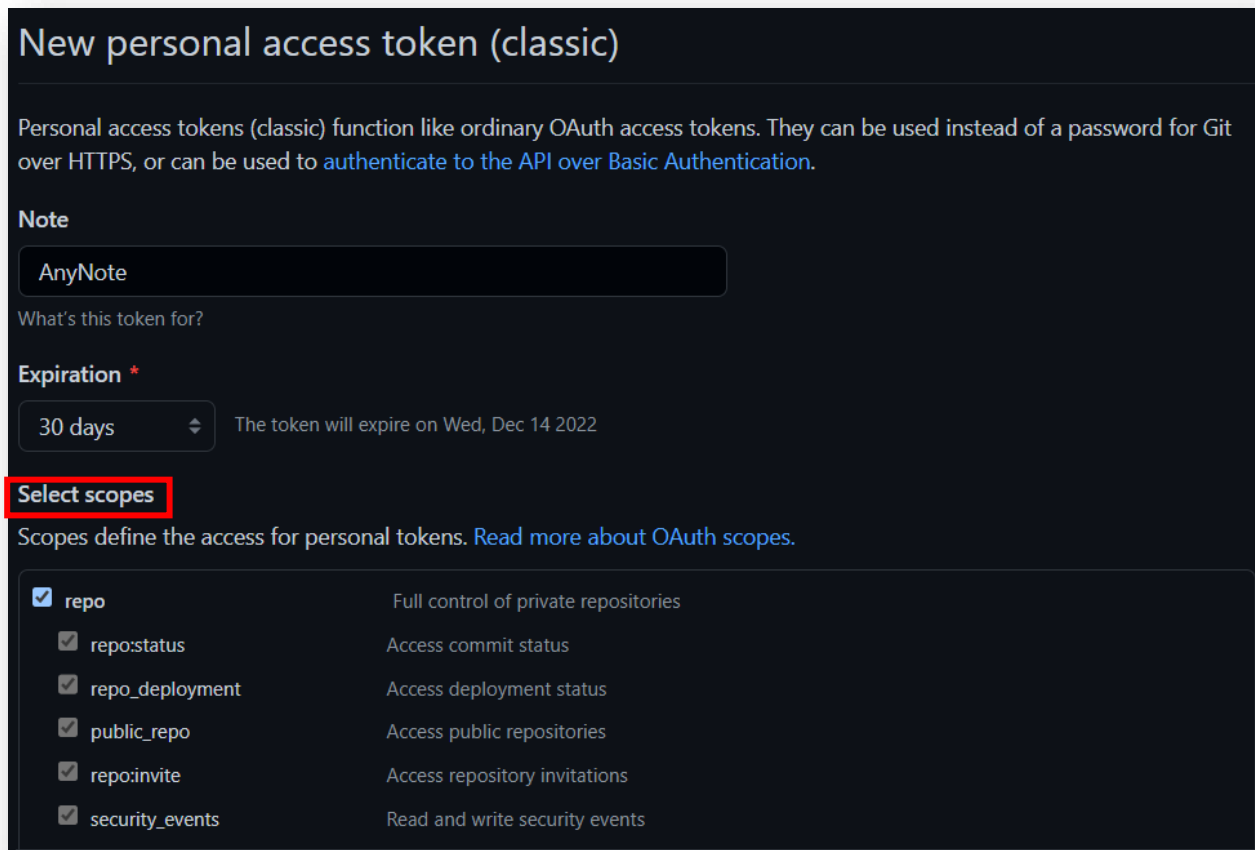 New personal access token (classic)
Personal access tokens (classic) function like ordinary OAuth access tokens. They can be used instead of a password for Git
over HTTPS, or can be used to authenticate to the API over Basic Authentication.
Note
AnyNote
What's this token for?
Expiration *
30 days The token will expire on Wed, Dec 14 2022
Select scopes
Scopes define the access for personal tokens. Read more about OAuth scopes.
repo Full control of private repositories
repo:status Access commit status
repo_deployment Access deployment status
public_repo Access public repositories
repo:invite Access repository invitations
security_events Read and write security events